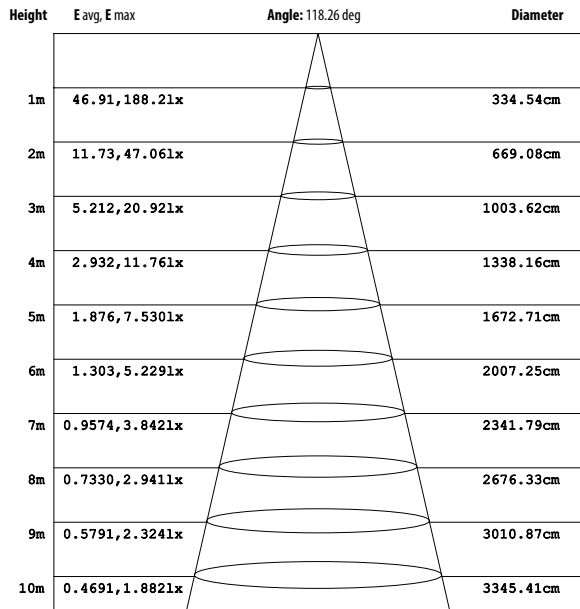 Height E avg, E max Angle: 118.26 deg Diameter
1m 46.91,188.2lx 334.54cm
2m 11.73,47.06lx 669.08cm
3m 5.212,20.92lx 1003.62cm
4m 2.932,11.76lx 1338.16cm
5m 1.876,7.530lx 1672.71cm
6m 1.303,5.229lx 2007.25cm
7m 0.9574,3.842lx 2341.79cm
8m 0.7330,2.941lx 2676.33cm
9m 0.5791,2.324lx 3010.87cm
10m 0.4691,1.882lx 3345.41cm